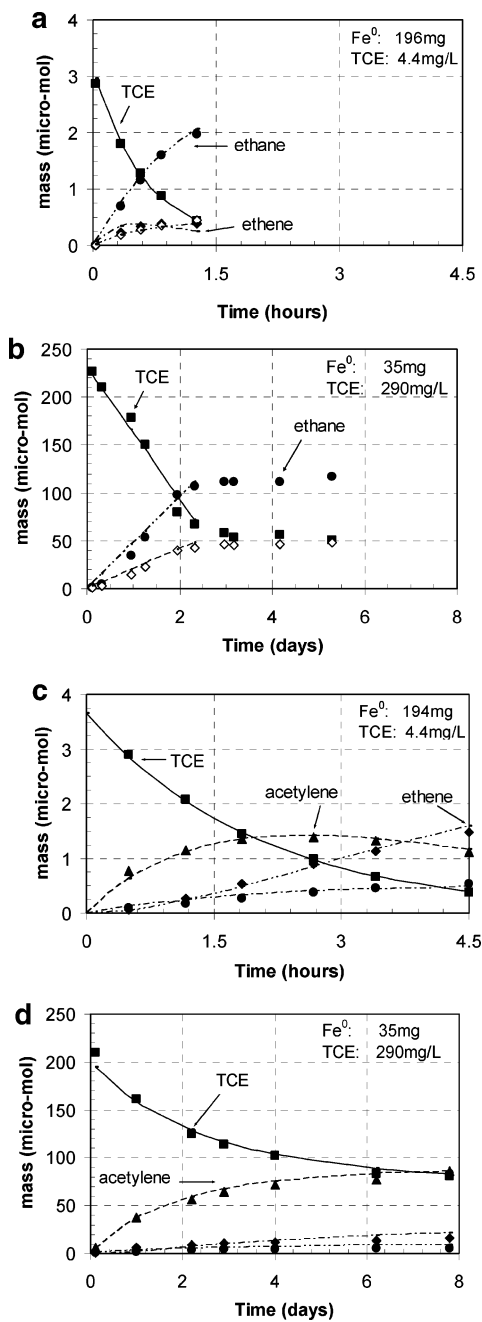 a
Fe⁰: 196mg
TCE: 4.4mg/L
TCE
ethane
ethene
mass (micro-mol)
4
3
2
1
0
0 1.5 3 4.5
Time (hours)
b
Fe⁰: 35mg
TCE: 290mg/L
TCE
ethane
mass (micro-mol)
250
200
150
100
50
0
0 2 4 6 8
Time (days)
c
Fe⁰: 194mg
TCE: 4.4mg/L
TCE
acetylene
ethene
mass (micro-mol)
4
3
2
1
0
0 1.5 3 4.5
Time (hours)
d
Fe⁰: 35mg
TCE: 290mg/L
TCE
acetylene
mass (micro-mol)
250
200
150
100
50
0
0 2 4 6 8
Time (days)